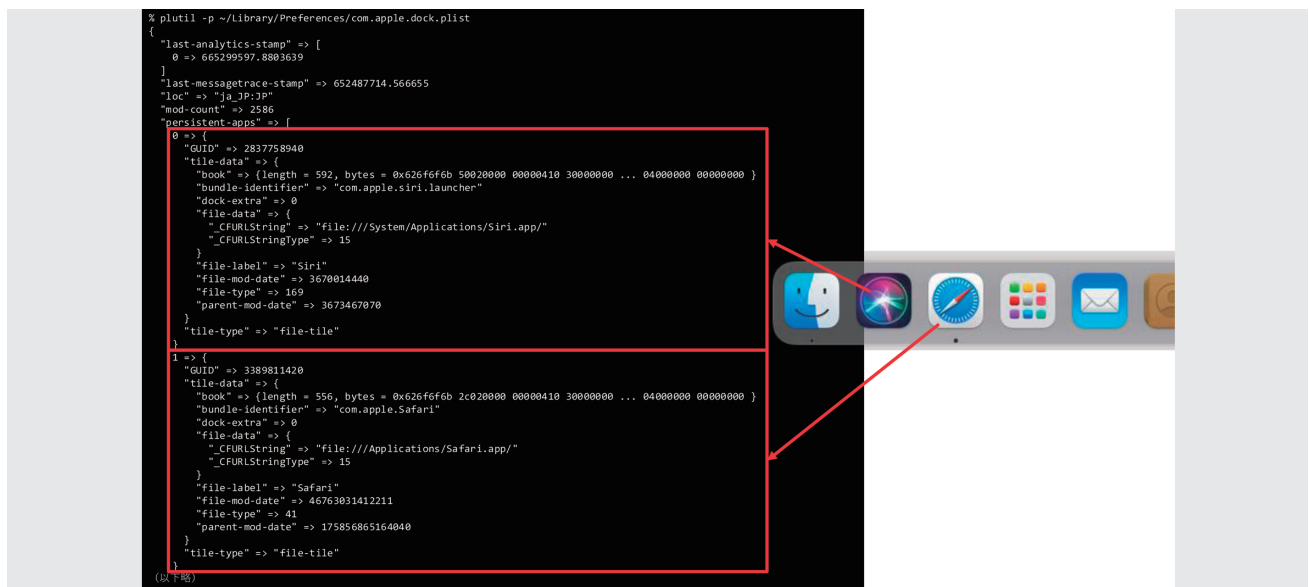 % plutil -p ~/Library/Preferences/com.apple.dock.plist
{
"last-analytics-stamp" => [
0 => 665299597.8803639
]
"last-messagetrace-stamp" => 652487714.566655
"loc" => "ja_JP:JP"
"mod-count" => 2586
"persistent-apps" => [
0 => {
"GUID" => 2837758940
"tile-data" => {
"book" => {length = 592, bytes = 0x626f6f6b 50020000 00000410 30000000 ... 04000000 00000000 }
"bundle-identifier" => "com.apple.siri.launcher"
"dock-extra" => 0
"file-data" => {
"_CFURLString" => "file:///System/Applications/Siri.app/"
"_CFURLStringType" => 15
}
"file-label" => "Siri"
"file-mod-date" => 3670014440
"file-type" => 169
"parent-mod-date" => 3673467070
}
"tile-type" => "file-tile"
}
1 => {
"GUID" => 3389811420
"tile-data" => {
"book" => {length = 556, bytes = 0x626f6f6b 2c020000 00000410 30000000 ... 04000000 00000000 }
"bundle-identifier" => "com.apple.Safari"
"dock-extra" => 0
"file-data" => {
"_CFURLString" => "file:///Applications/Safari.app/"
"_CFURLStringType" => 15
}
"file-label" => "Safari"
"file-mod-date" => 46763031412211
"file-type" => 41
"parent-mod-date" => 175856865164040
}
"tile-type" => "file-tile"
}
(以下略)